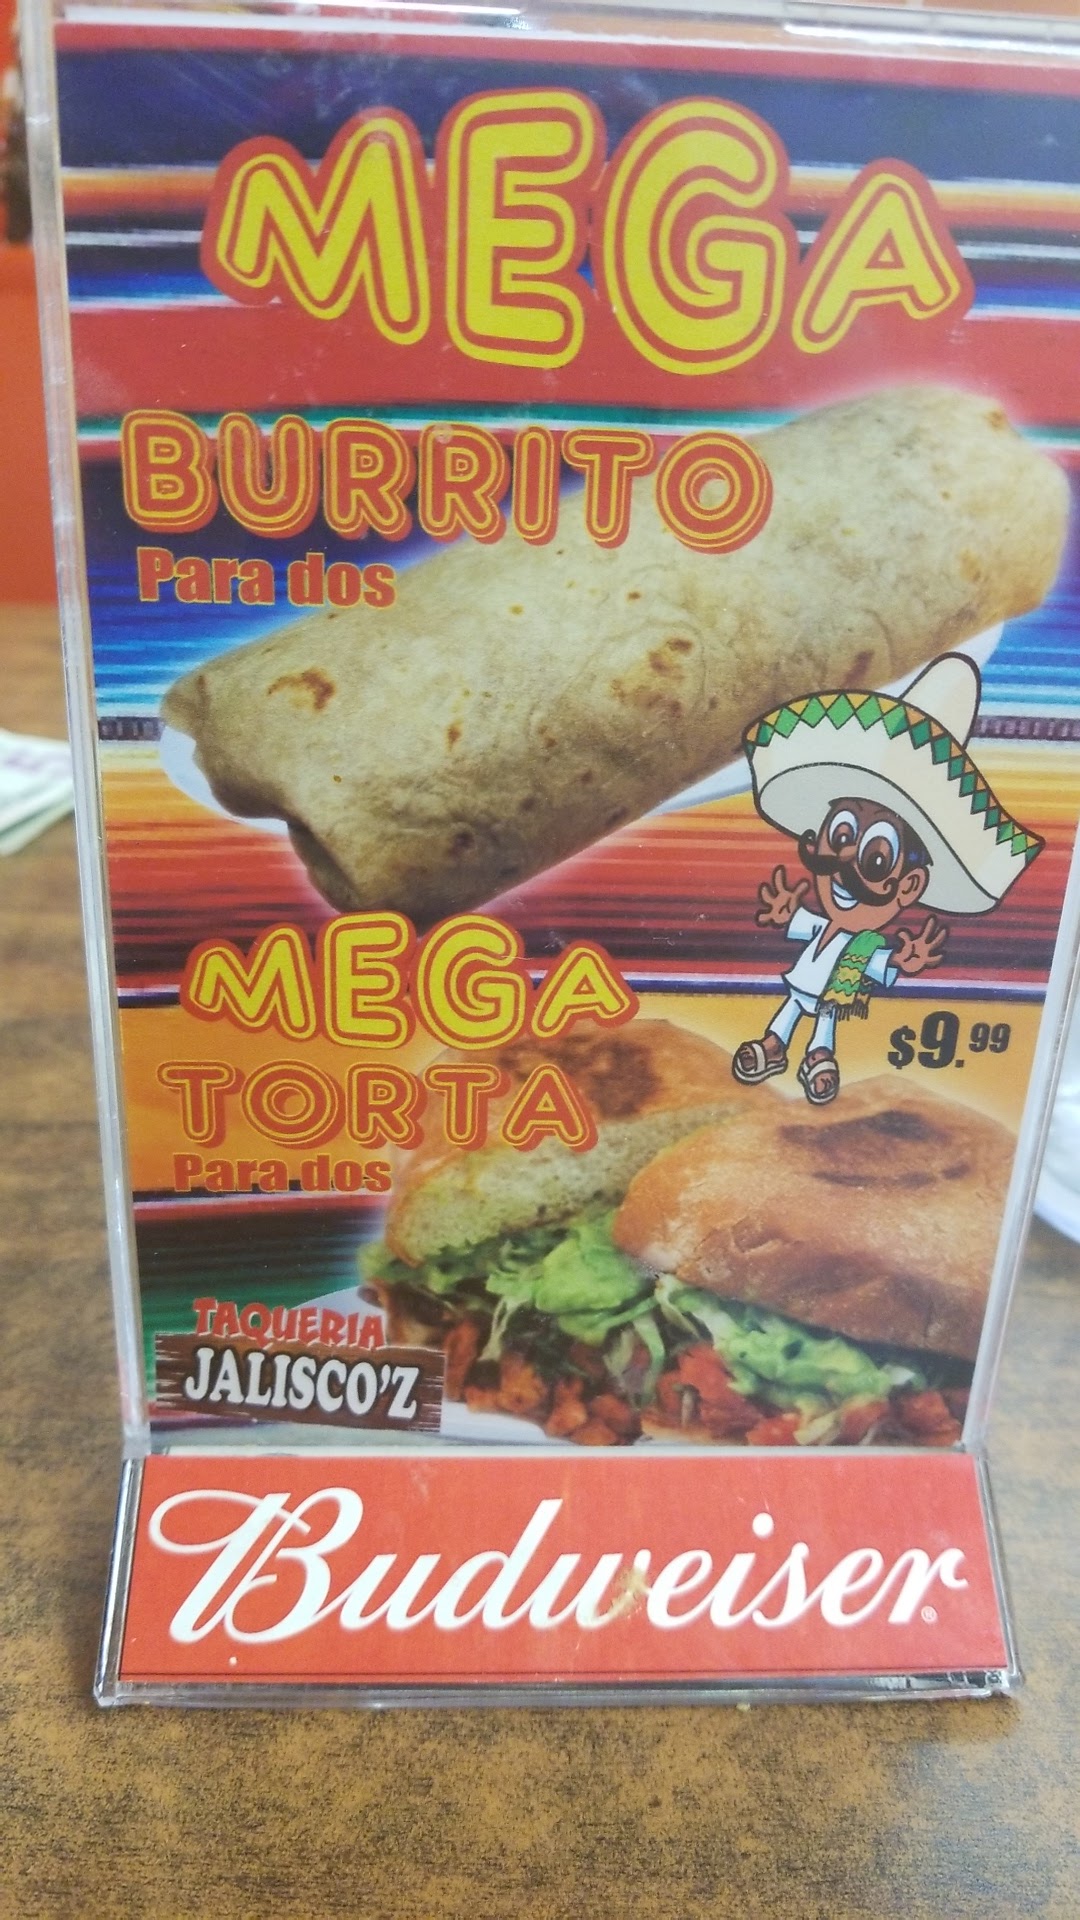 MEGA
BURRITO
Para dos
MEGA
TORTA
Para dos
$9.99
TAQUERIA
JALISCO'Z
Budweiser®